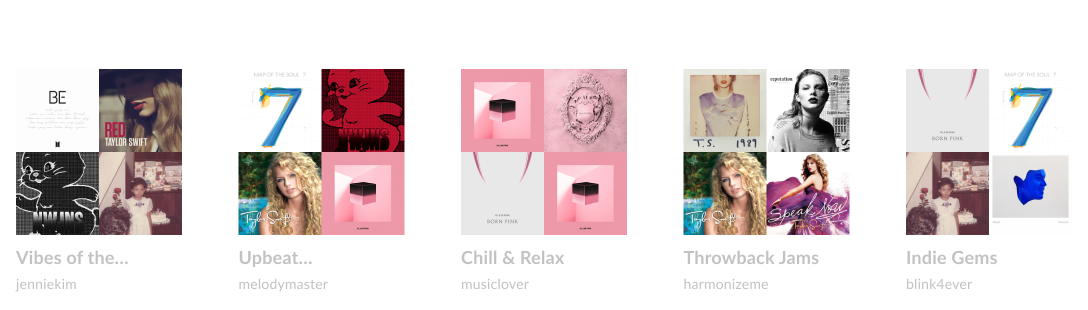 BE
RED
TAYLOR SWIFT
NWJNS
MAP OF THE SOUL 7
7
NWJNS
Taylor Swift
BLACKPINK
BORN PINK
T.S. 1989
reputation
Taylor Swift
Speak Now
BORN PINK
MAP OF THE SOUL 7
7
Vibes of the...
jenniekim
Upbeat...
melodymaster
Chill & Relax
musiclover
Throwback Jams
harmonizeme
Indie Gems
blink4ever